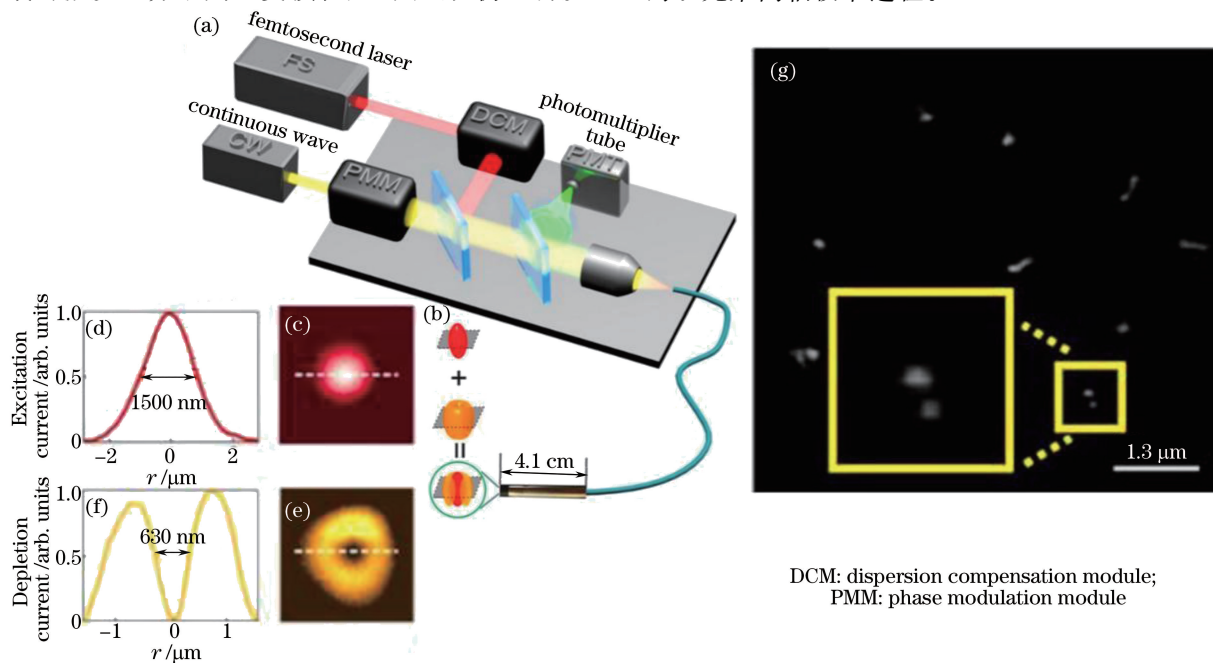 (a)
femtosecond laser
FS
continuous wave
CW
PMM
DCM
photomultiplier
tube
PMT
(g)
1.3 μm
(b)
+
=
4.1 cm
(d)
Excitation
current/arb. units
1.0
0.5
0
1500 nm
−2
0
2
r/μm
(c)
(f)
Depletion
current/arb. units
1.0
0.5
0
630 nm
−1
0
1
r/μm
(e)
DCM: dispersion compensation module;
PMM: phase modulation module